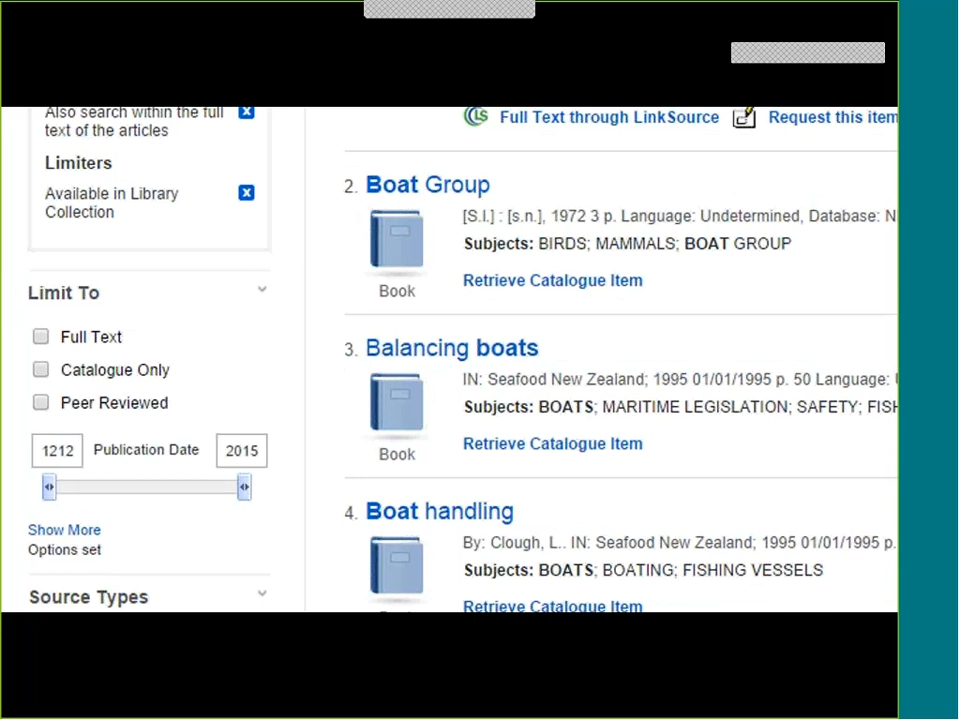 Also search within the full
text of the articles
Limiters
Available in Library
Collection
Limit To
Full Text
Catalogue Only
Peer Reviewed
1212 Publication Date 2015
Show More
Options set
Source Types
Full Text through LinkSource Request this item
2. Boat Group
[S.l.] : [s.n.], 1972 3 p. Language: Undetermined, Database:
Subjects: BIRDS; MAMMALS; BOAT GROUP
Retrieve Catalogue Item
Book
3. Balancing boats
IN: Seafood New Zealand; 1995 01/01/1995 p. 50 Language:
Subjects: BOATS; MARITIME LEGISLATION; SAFETY; FISH
Retrieve Catalogue Item
Book
4. Boat handling
By: Clough, L.. IN: Seafood New Zealand; 1995 01/01/1995 p.
Subjects: BOATS; BOATING; FISHING VESSELS
Retrieve Catalogue Item